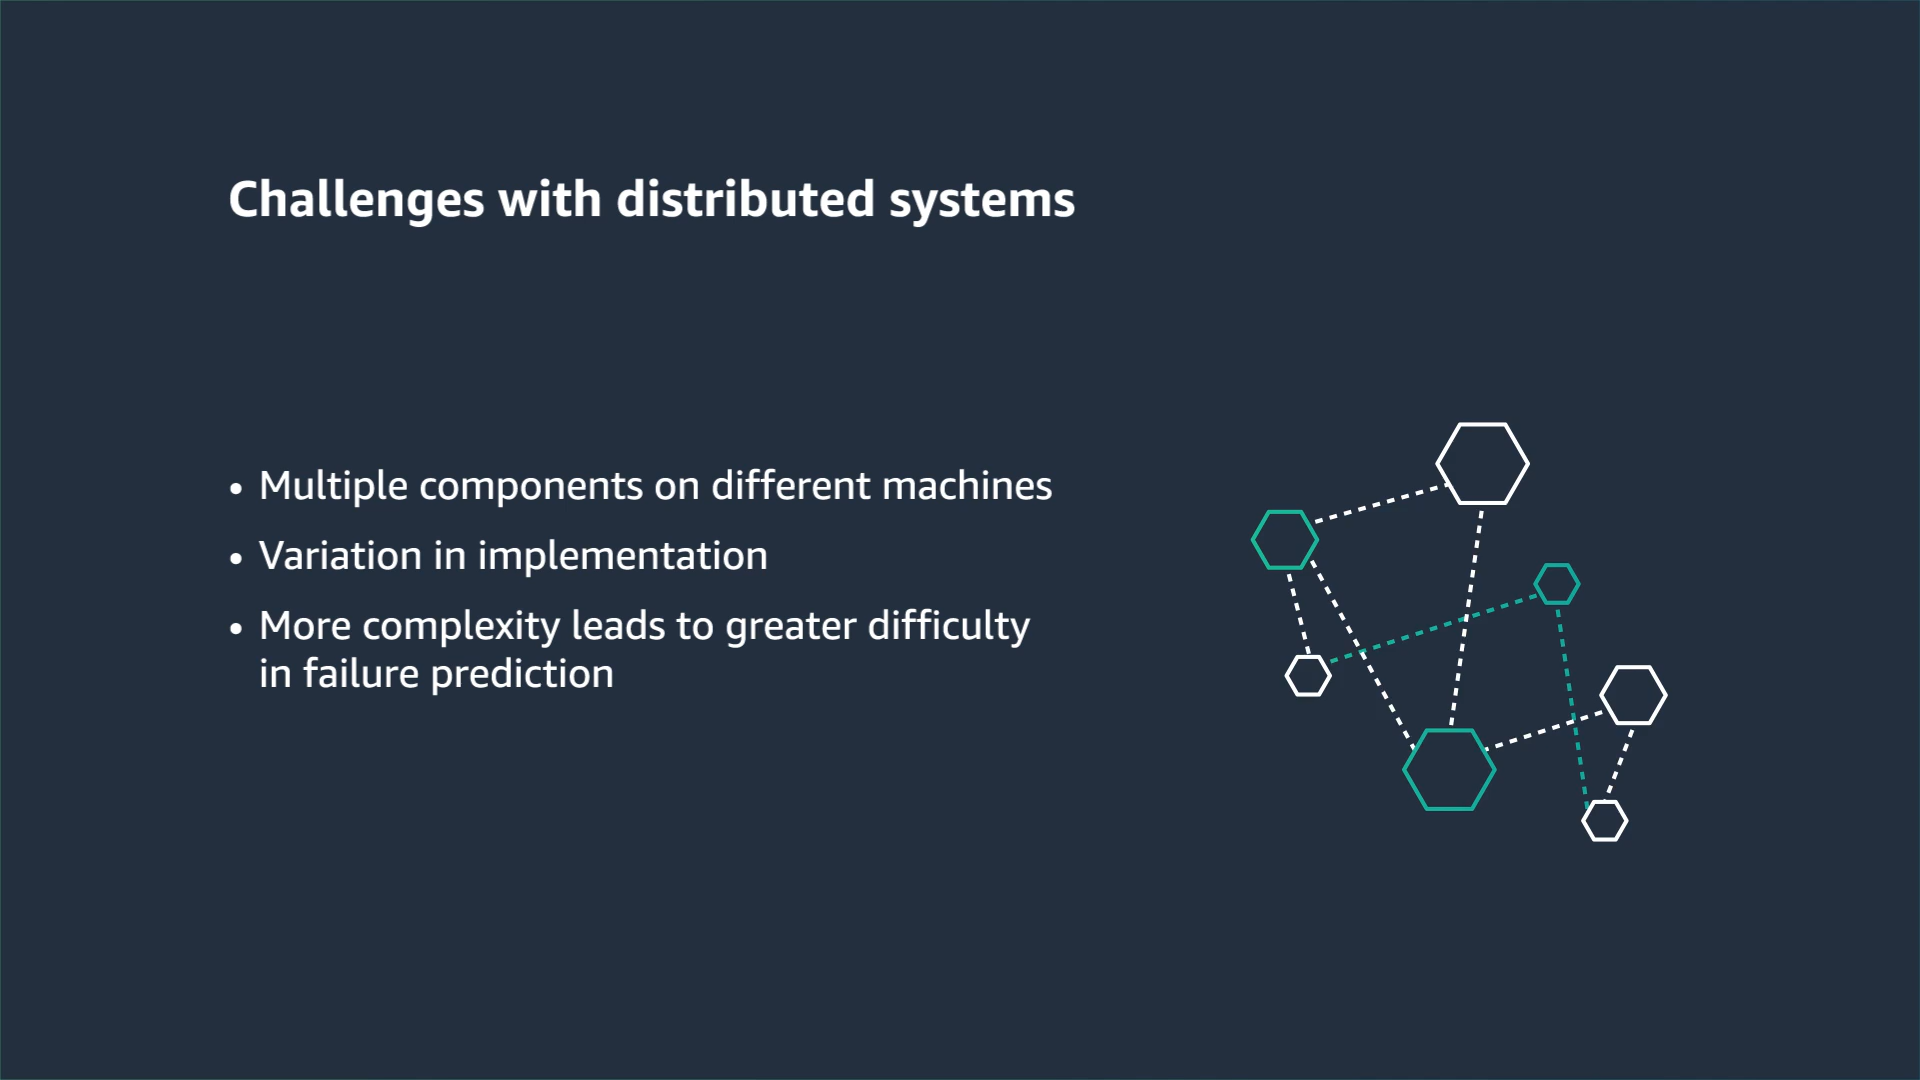 Challenges with distributed systems
• Multiple components on different machines
• Variation in implementation
• More complexity leads to greater difficulty
in failure prediction